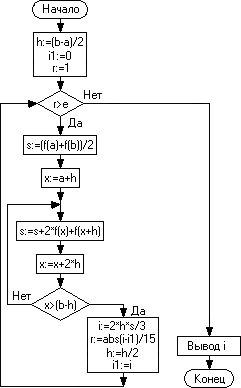 Начало
h:=(b-a)/2
i1:=0
r:=1
r>e
Нет
Да
s:=(f(a)+f(b))/2
x:=a+h
s:=s+2*f(x)+f(x+h)
x:=x+2*h
Нет
x>(b-h)
Да
i:=2*h*s/3
r:=abs(i-i1)/15
h:=h/2
i1:=i
Вывод i
Конец